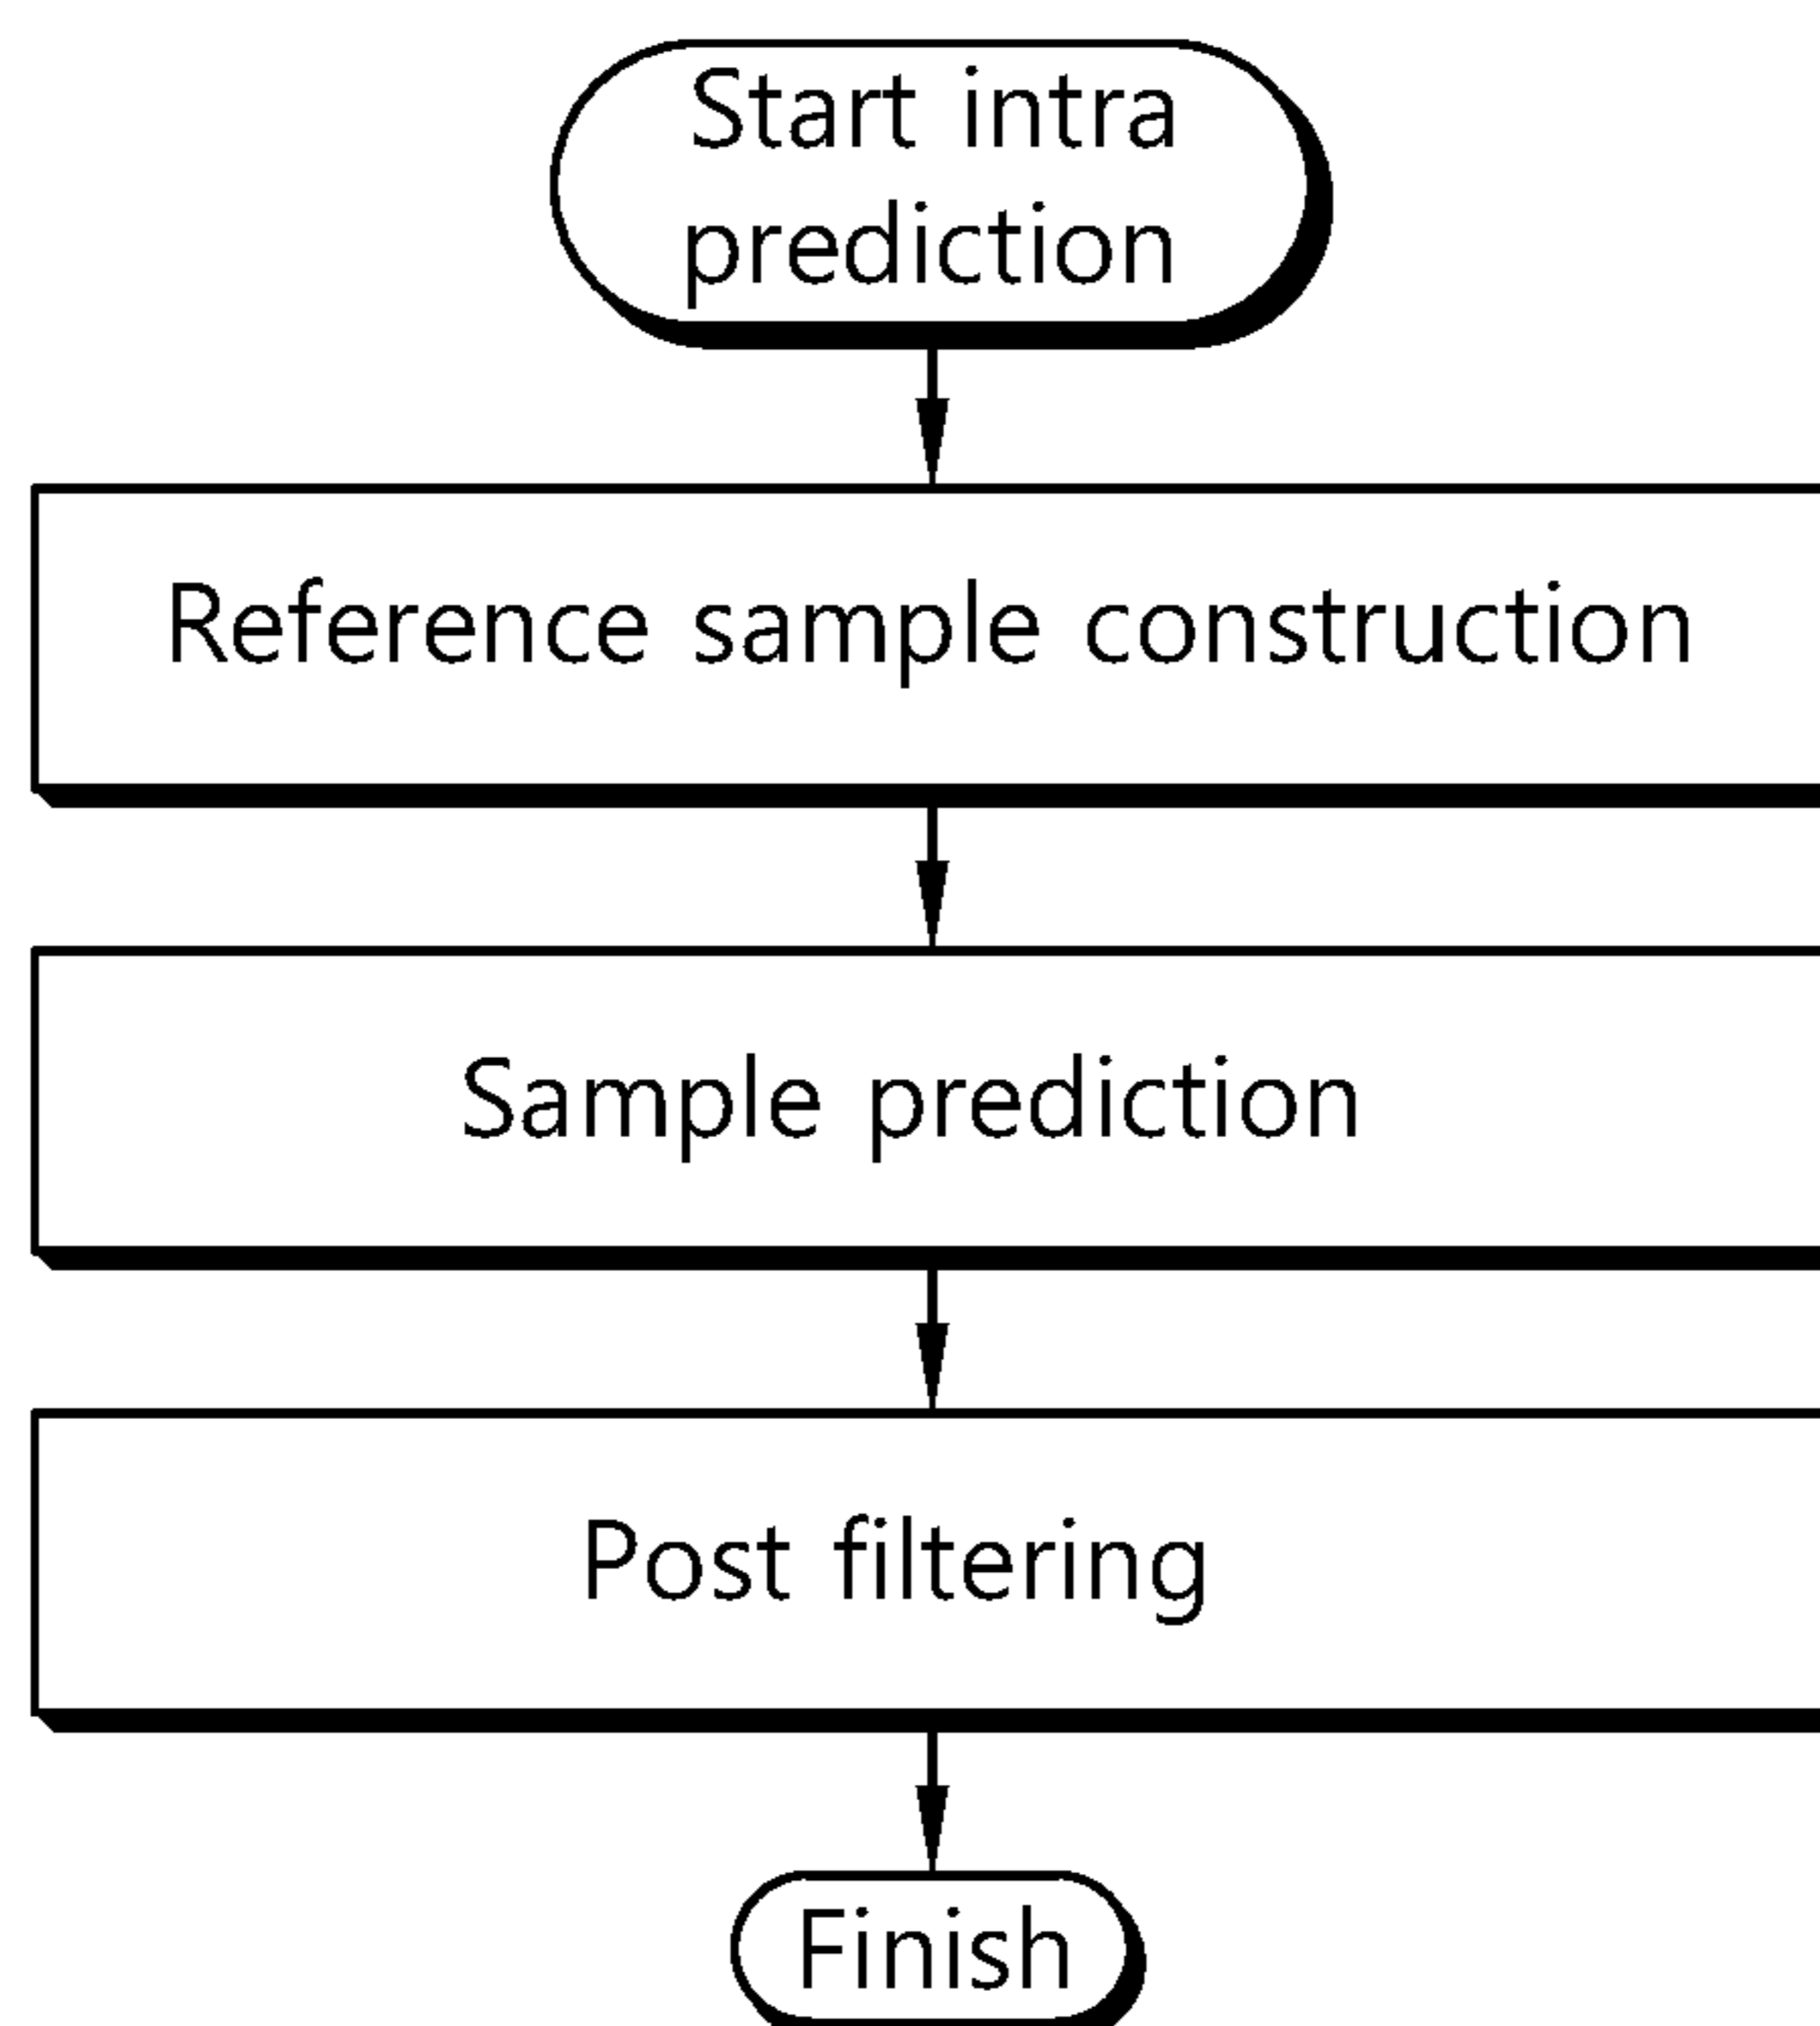 Start intra
prediction
Reference sample construction
Sample prediction
Post filtering
Finish